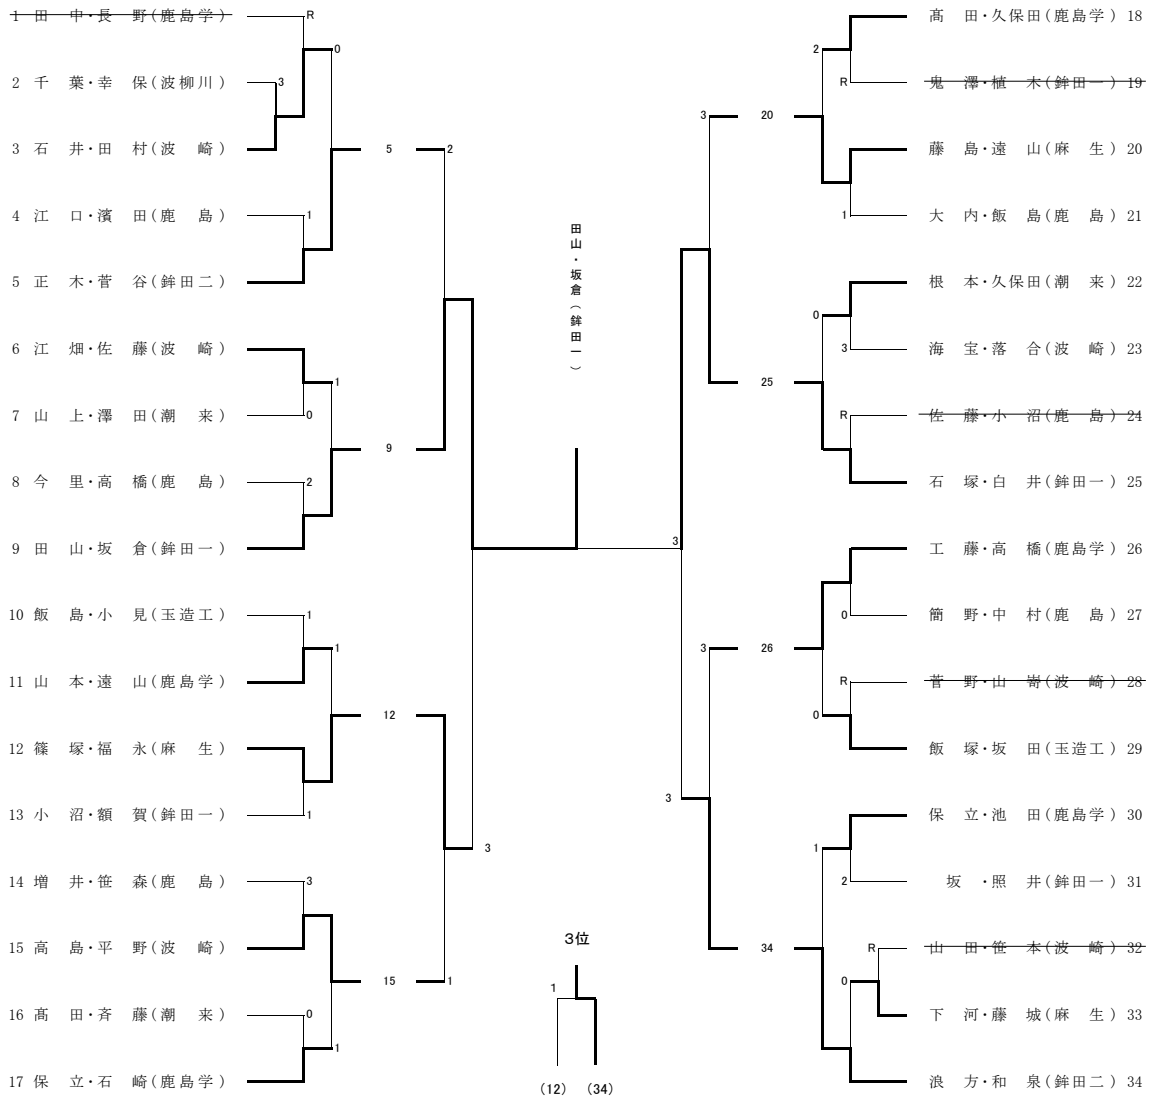 1 田 中・長 野(鹿島学) R
0
2 千 葉・幸 保(波柳川) 3
3 石 井・田 村(波 崎)
5 2
4 江 口・濱 田(鹿 島) 1
5 正 木・菅 谷(鉾田二)
6 江 畑・佐 藤(波 崎)
1
7 山 上・澤 田(潮 来) 0
9
8 今 里・高 橋(鹿 島) 2
9 田 山・坂 倉(鉾田一)
10 飯 島・小 見(玉造工) 1
1
11 山 本・遠 山(鹿島学)
12
12 篠 塚・福 永(麻 生)
13 小 沼・額 賀(鉾田一) 1
3
14 増 井・笹 森(鹿 島) 3
15 高 島・平 野(波 崎)
15 1
16 髙 田・斉 藤(潮 来) 0
1
17 保 立・石 崎(鹿島学)
田山・坂倉(鉾田一)
3位
1
(12) (34)
髙 田・久保田(鹿島学) 18
2
R 鬼 澤・植 木(鉾田一) 19
3 20
藤 島・遠 山(麻 生) 20
1 大 内・飯 島(鹿 島) 21
根 本・久保田(潮 来) 22
0
3 海 宝・落 合(波 崎) 23
25
R 佐 藤・小 沼(鹿 島) 24
石 塚・白 井(鉾田一) 25
3
工 藤・高 橋(鹿島学) 26
0 簡 野・中 村(鹿 島) 27
3 26
R 菅 野・山 嵜(波 崎) 28
0
飯 塚・坂 田(玉造工) 29
3
保 立・池 田(鹿島学) 30
1
2 坂 ・照 井(鉾田一) 31
34
R 山 田・笹 本(波 崎) 32
0
下 河・藤 城(麻 生) 33
浪 方・和 泉(鉾田二) 34